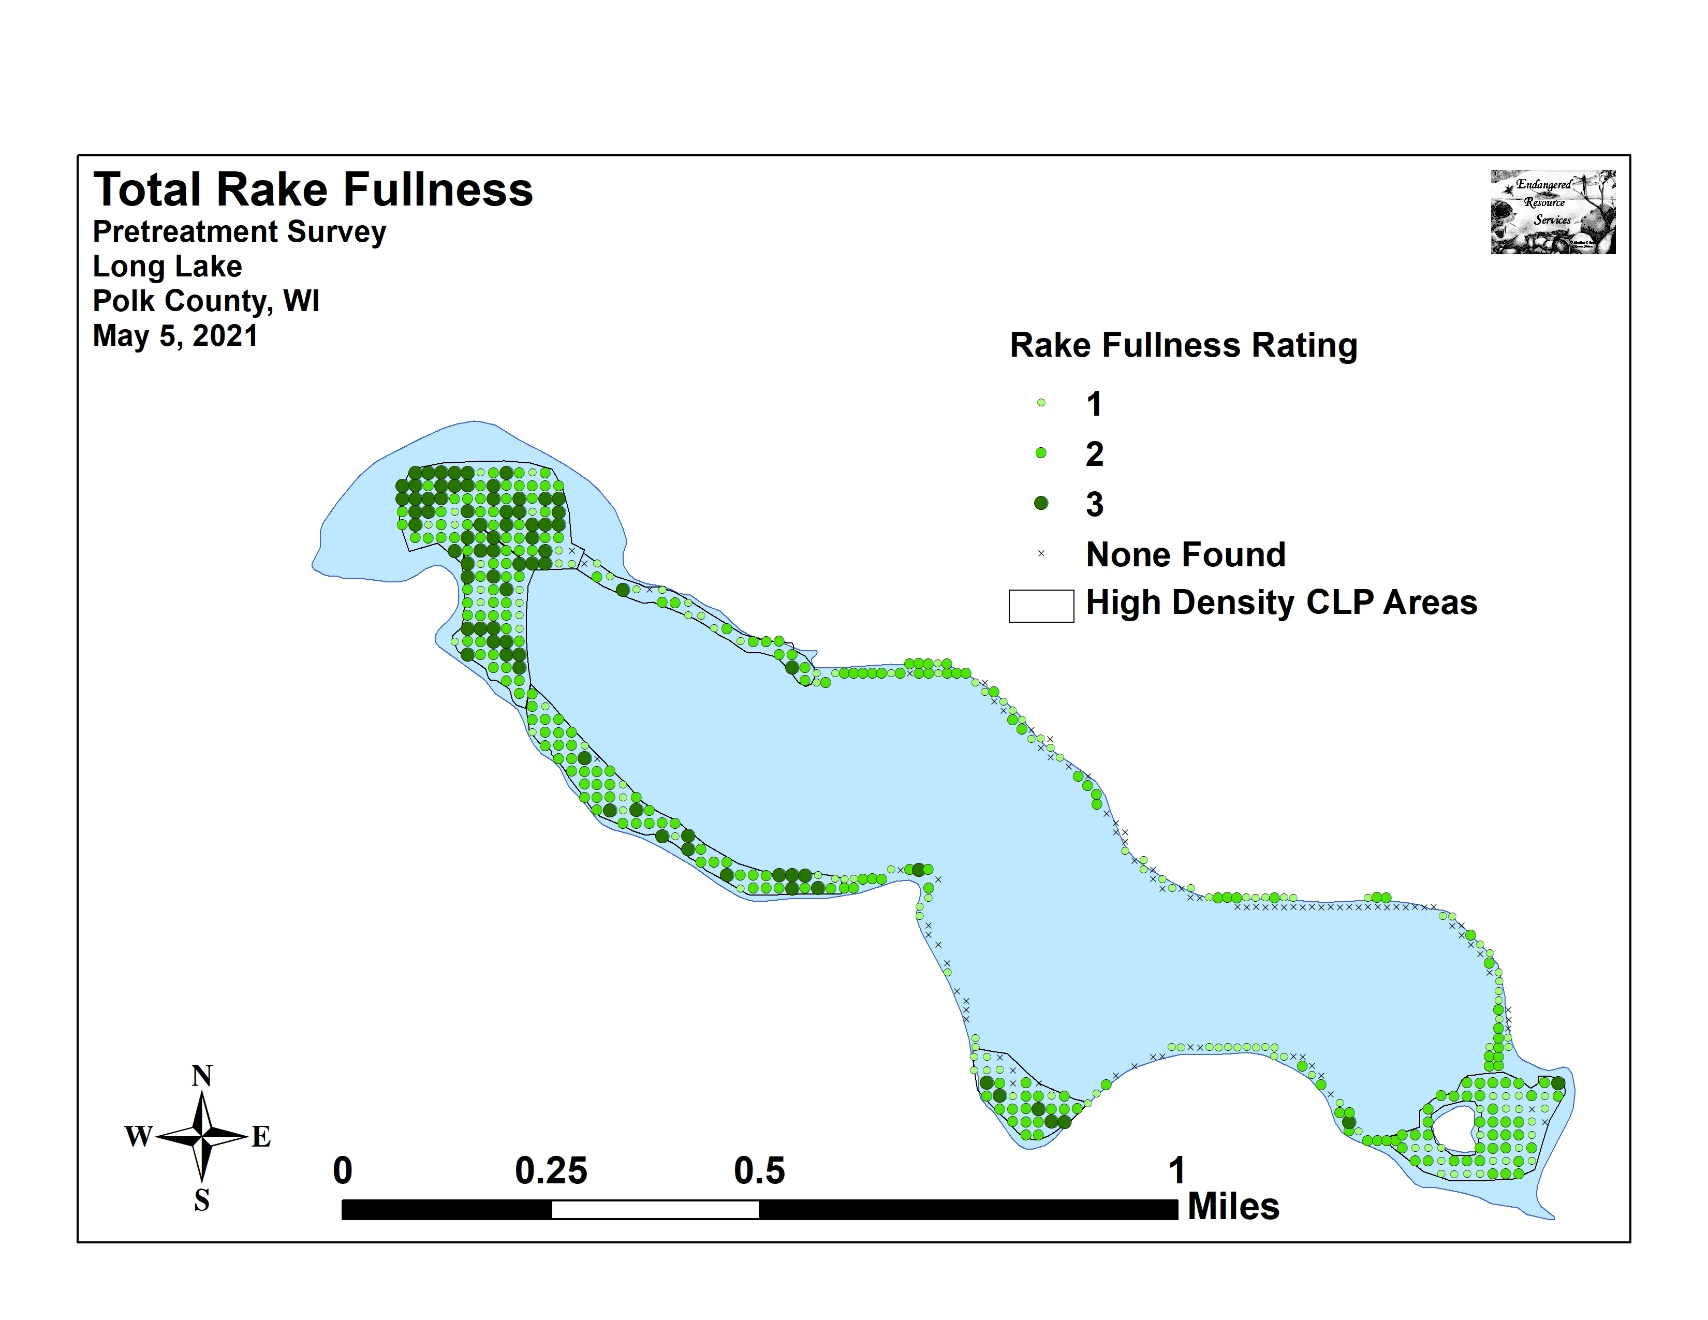 Total Rake Fullness
Pretreatment Survey
Long Lake
Polk County, WI
May 5, 2021
Endangered
Resource
Services
Rake Fullness Rating
1
2
3
None Found
High Density CLP Areas
N
W E
S
0 0.25 0.5 1
Miles